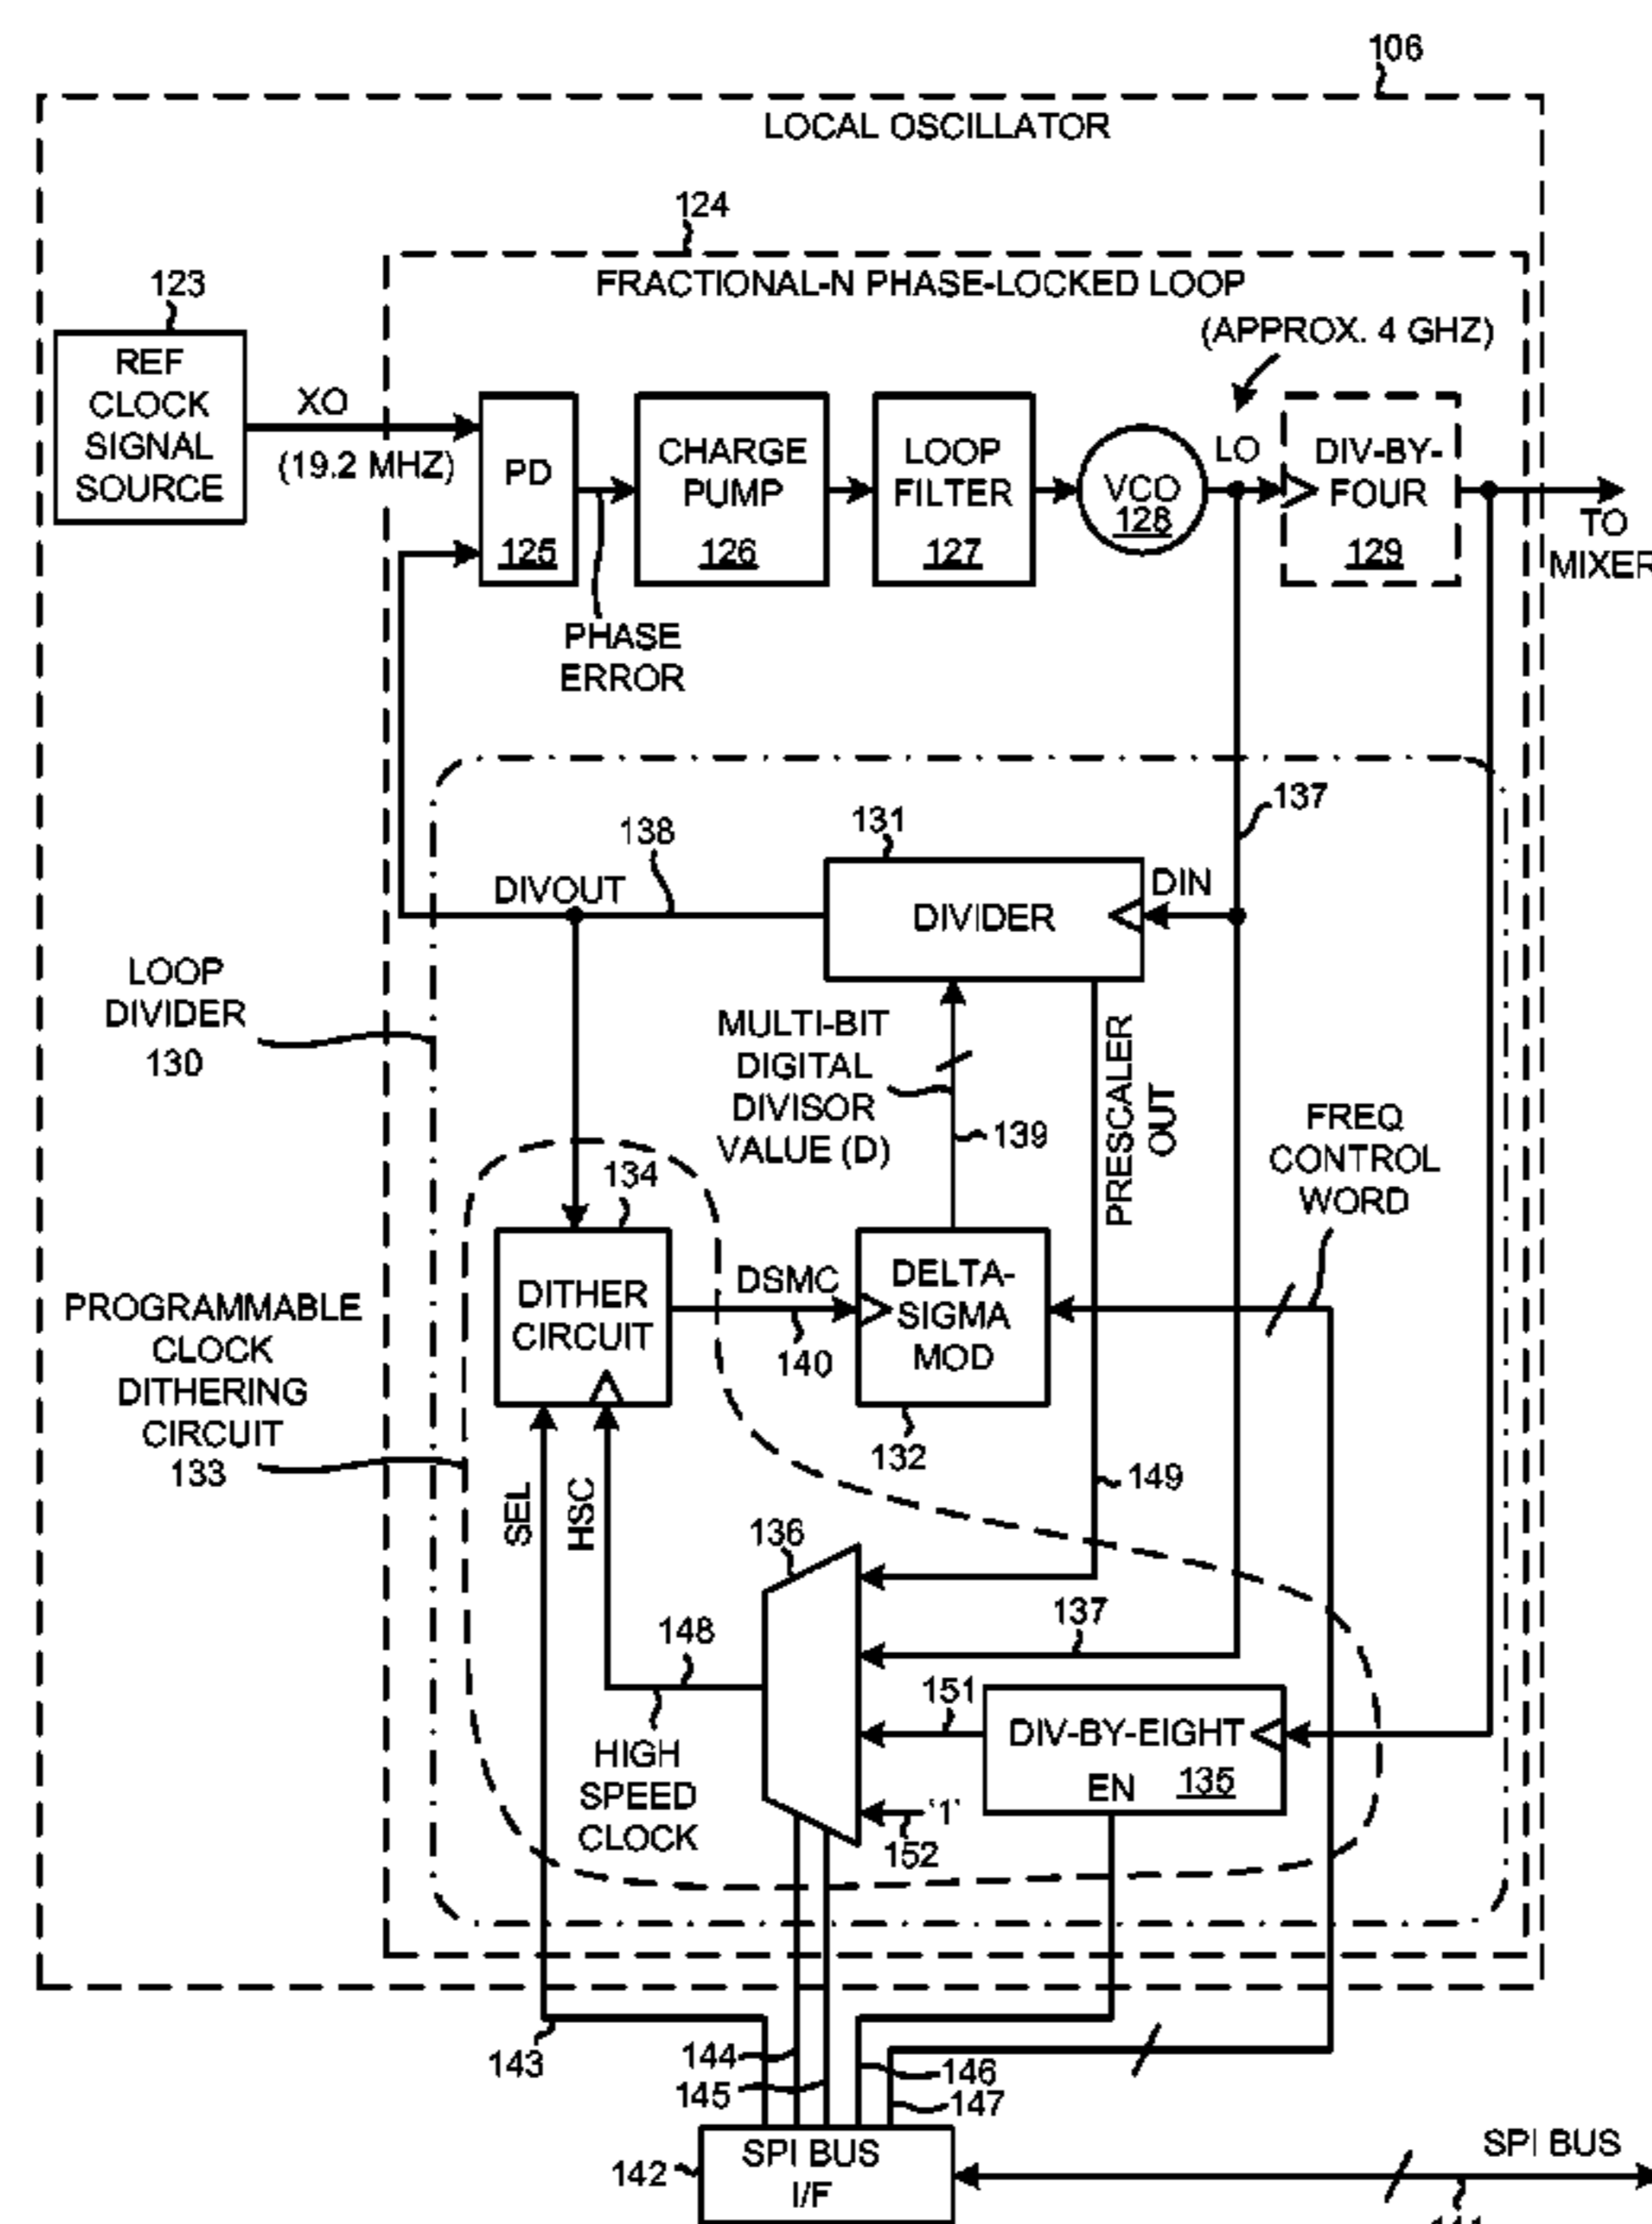 106
LOCAL OSCILLATOR
124
FRACTIONAL-N PHASE-LOCKED LOOP
123
REF
CLOCK
SIGNAL
SOURCE
XO
(19.2 MHZ)
(APPROX. 4 GHZ)
PD
125
CHARGE
PUMP
126
LOOP
FILTER
127
VCO
128
LO
DIV-BY-
FOUR
129
TO
MIXER
PHASE
ERROR
137
138
131
DIVOUT
DIVIDER
DIN
LOOP
DIVIDER
130
MULTI-BIT
DIGITAL
DIVISOR
VALUE (D)
139
PRESCALER
OUT
FREQ
CONTROL
WORD
134
PROGRAMMABLE
CLOCK
DITHERING
CIRCUIT
133
DITHER
CIRCUIT
DSMC
140
DELTA-
SIGMA
MOD
132
149
SEL
HSC
136
148
137
151
HIGH
SPEED
CLOCK
DIV-BY-EIGHT
EN
135
'1'
152
143
144
145
146
147
142
SPI BUS
I/F
SPI BUS